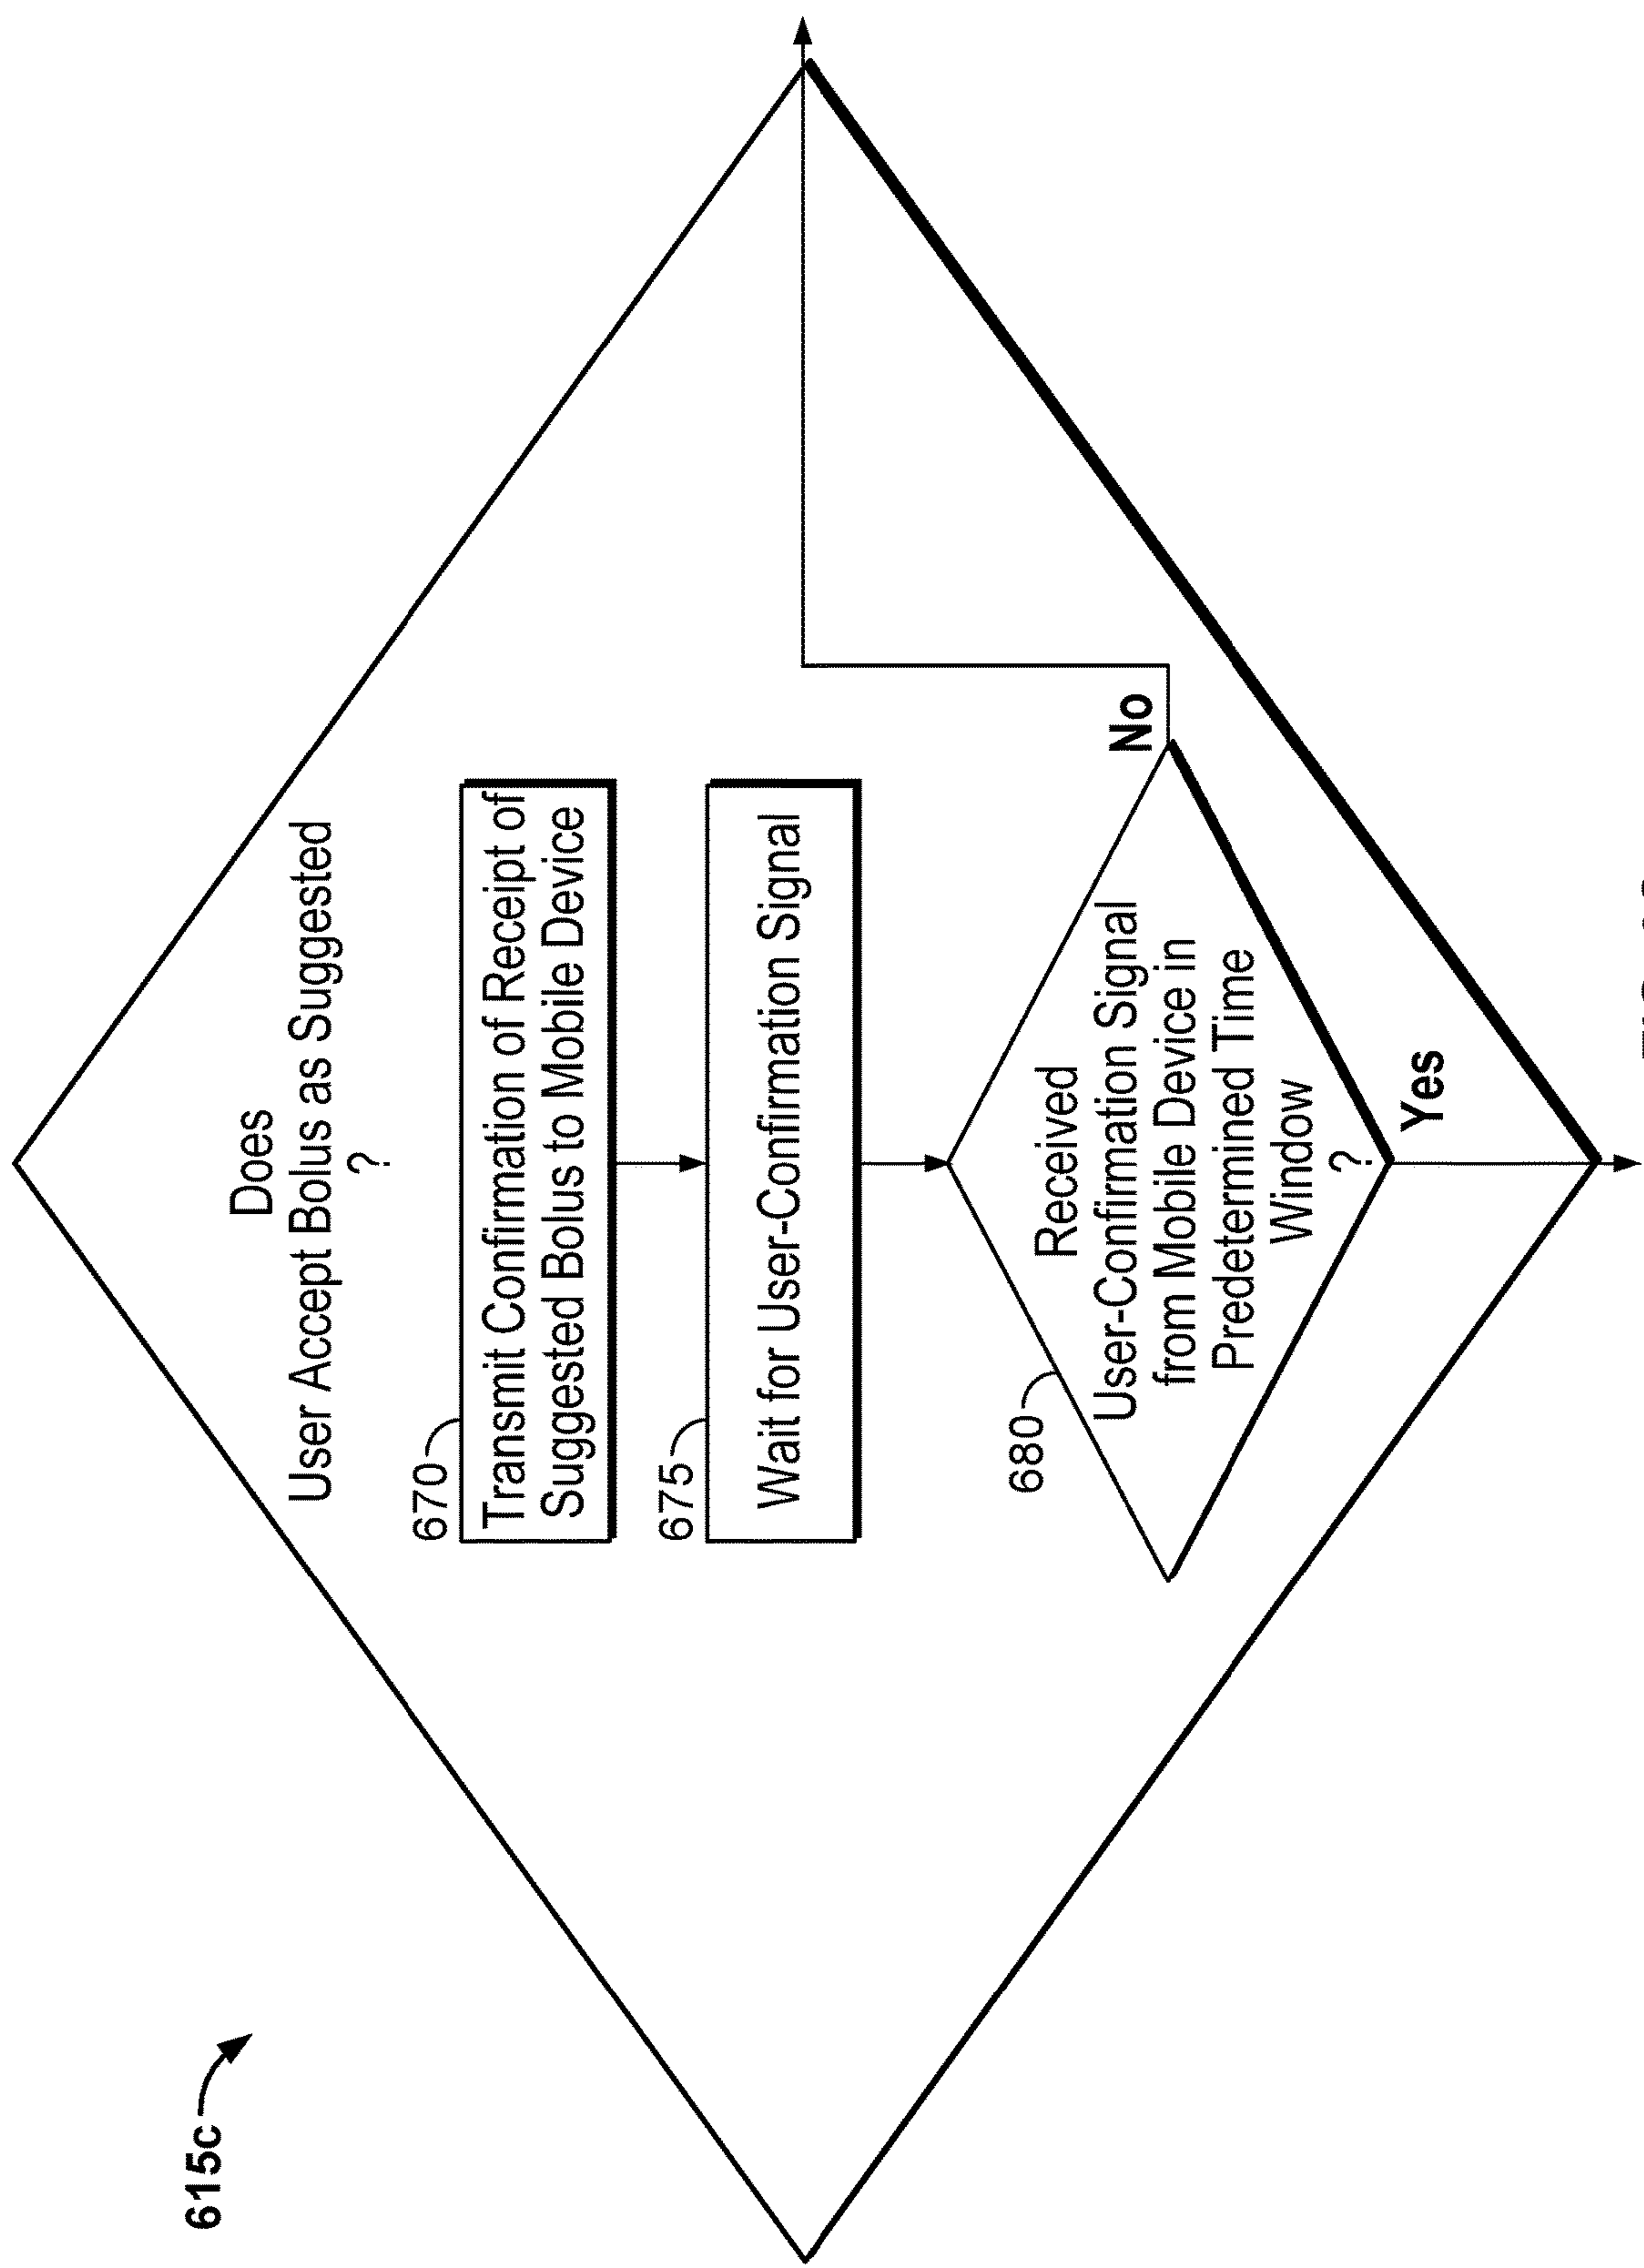 615c
Does
User Accept Bolus as Suggested
?
670
Transmit Confirmation of Receipt of
Suggested Bolus to Mobile Device
675
Wait for User-Confirmation Signal
680
Received
User-Confirmation Signal
from Mobile Device in
Predetermined Time
Window
?
No
Yes